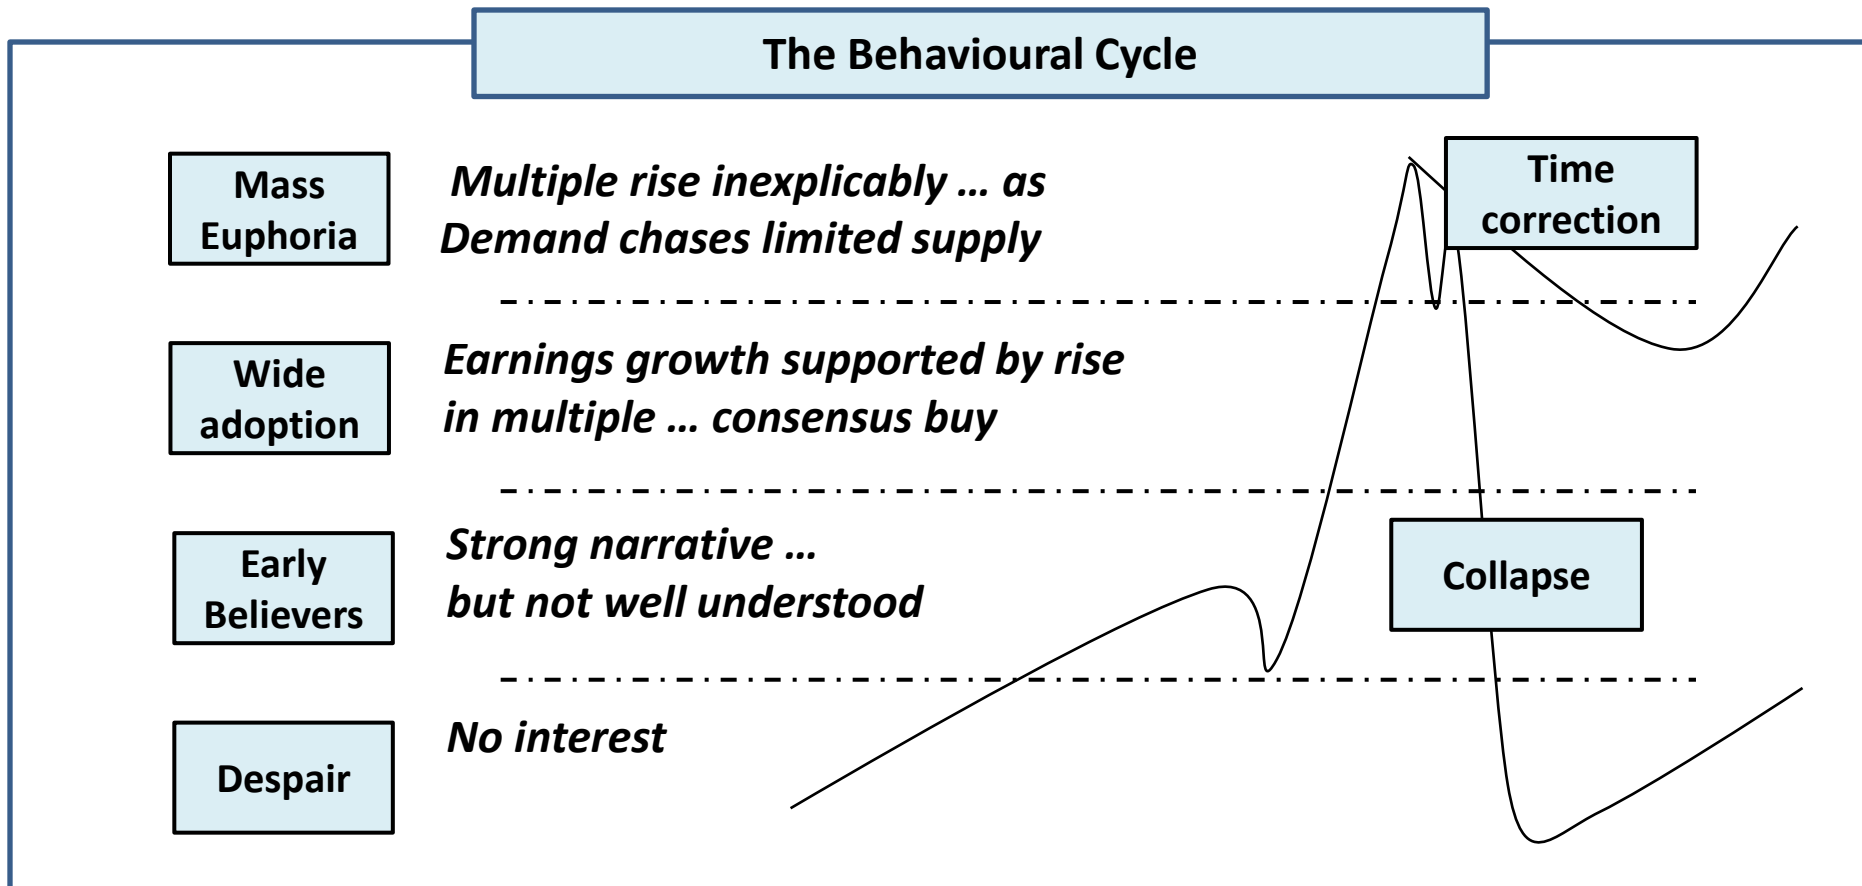 The Behavioural Cycle
Mass
Euphoria
Multiple rise inexplicably … as
Demand chases limited supply
Time
correction
Wide
adoption
Earnings growth supported by rise
in multiple … consensus buy
Early
Believers
Strong narrative …
but not well understood
Collapse
Despair
No interest